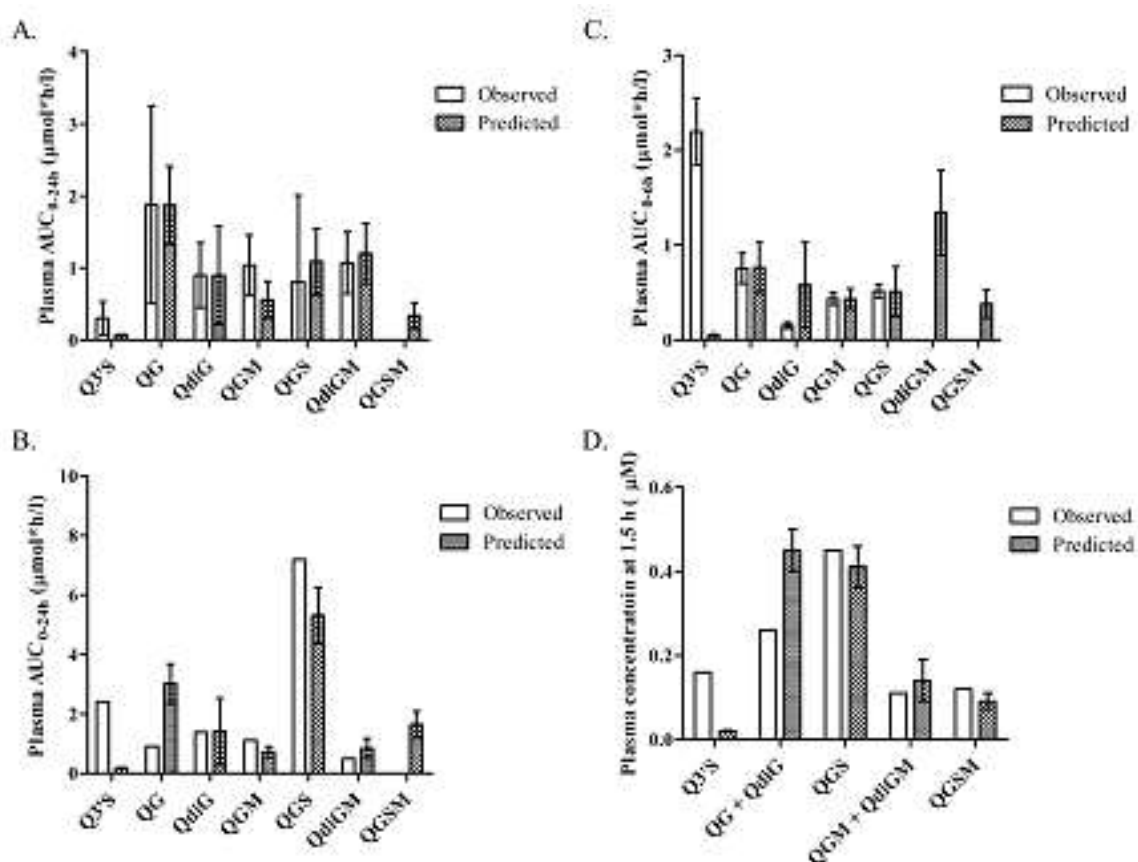 A.
Plasma AUC0-24h (μmol*h/l)
4
3
2
1
0
Observed
Predicted
Q3'S
QG
QdiG
QGM
QGS
QdiGM
QGSM
C.
Plasma AUC0-6h (μmol*h/l)
3
2
1
0
Observed
Predicted
Q3'S
QG
QdiG
QGM
QGS
QdiGM
QGSM
B.
Plasma AUC0-24h (μmol*h/l)
10
8
6
4
2
0
Observed
Predicted
Q3'S
QG
QdiG
QGM
QGS
QdiGM
QGSM
D.
Plasma concentratuin at 1.5 h ( μM)
0.6
0.4
0.2
0.0
Observed
Predicted
Q3'S
QG + QdiG
QGS
QGM + QdiGM
QGSM